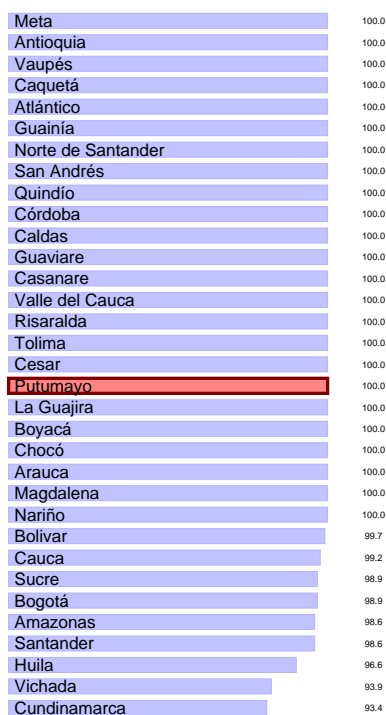 Meta 100.0
Antioquia 100.0
Vaupés 100.0
Caquetá 100.0
Atlántico 100.0
Guainía 100.0
Norte de Santander 100.0
San Andrés 100.0
Quindío 100.0
Córdoba 100.0
Caldas 100.0
Guaviare 100.0
Casanare 100.0
Valle del Cauca 100.0
Risaralda 100.0
Tolima 100.0
Cesar 100.0
Putumayo 100.0
La Guajira 100.0
Boyacá 100.0
Chocó 100.0
Arauca 100.0
Magdalena 100.0
Nariño 100.0
Bolivar 99.7
Cauca 99.2
Sucre 98.9
Bogotá 98.9
Amazonas 98.6
Santander 98.6
Huila 96.6
Vichada 93.9
Cundinamarca 93.4